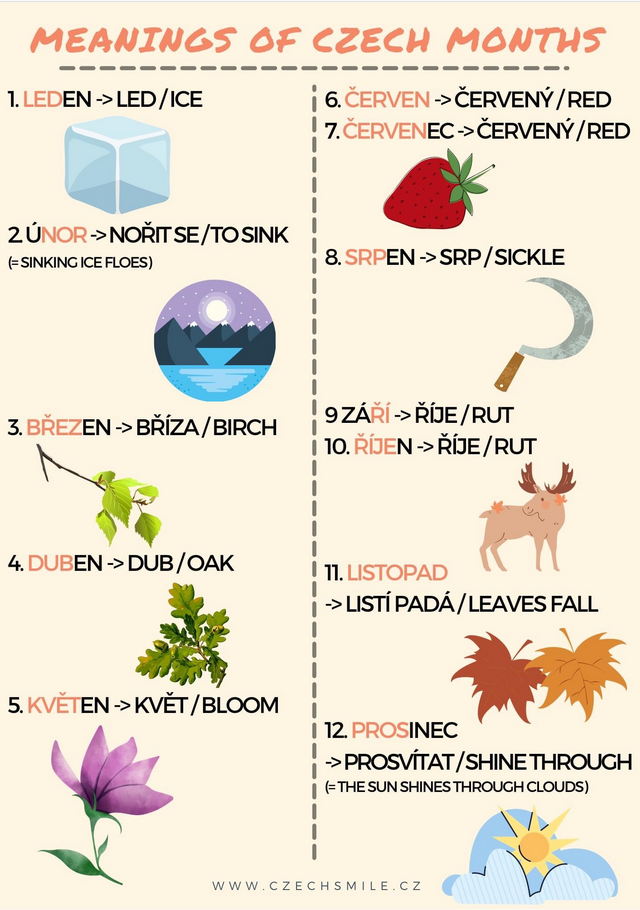 MEANINGS OF CZECH MONTHS
1. LEDEN -> LED / ICE
2. ÚNOR -> NOŘIT SE / TO SINK
(= SINKING ICE FLOES)
3. BŘEZEN -> BŘÍZA / BIRCH
4. DUBEN -> DUB / OAK
5. KVĚTEN -> KVĚT / BLOOM
6. ČERVEN -> ČERVENÝ / RED
7. ČERVENEC -> ČERVENÝ / RED
8. SRPEN -> SRP / SICKLE
9 ZÁŘÍ -> ŘÍJE / RUT
10. ŘÍJEN -> ŘÍJE / RUT
11. LISTOPAD
-> LISTÍ PADÁ / LEAVES FALL
12. PROSINEC
-> PROSVÍTAT / SHINE THROUGH
(= THE SUN SHINES THROUGH CLOUDS)
WWW.CZECHSMILE.CZ